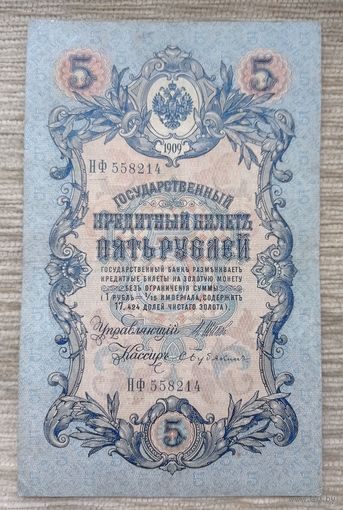 5 5
1909
НФ 558214
ГОСУДАРСТВЕННЫЙ
КРЕДИТНЫЙ БИЛЕТЪ
ПЯТЬ РУБЛЕЙ
ГОСУДАРСТВЕННЫЙ БАНКЪ РАЗМѢНИВАЕТЪ
КРЕДИТНЫЕ БИЛЕТЫ НА ЗОЛОТУЮ МОНЕТУ
БЕЗЪ ОГРАНИЧЕНІЯ СУММЫ
(1 РУБЛЬ = 1/15 ИМПЕРІАЛА, СОДЕРЖИТЪ
17,424 ДОЛЕЙ ЧИСТАГО ЗОЛОТА)
Управляющій
Кассиръ
НФ 558214
5